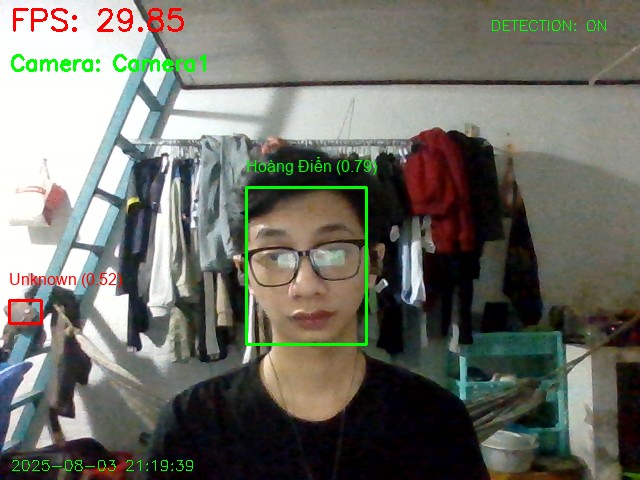 FPS: 29.85
DETECTION: ON
Camera: Camera1
Hoàng Điển (0.79)
Unknown (0.52)
2025-08-03 21:19:39